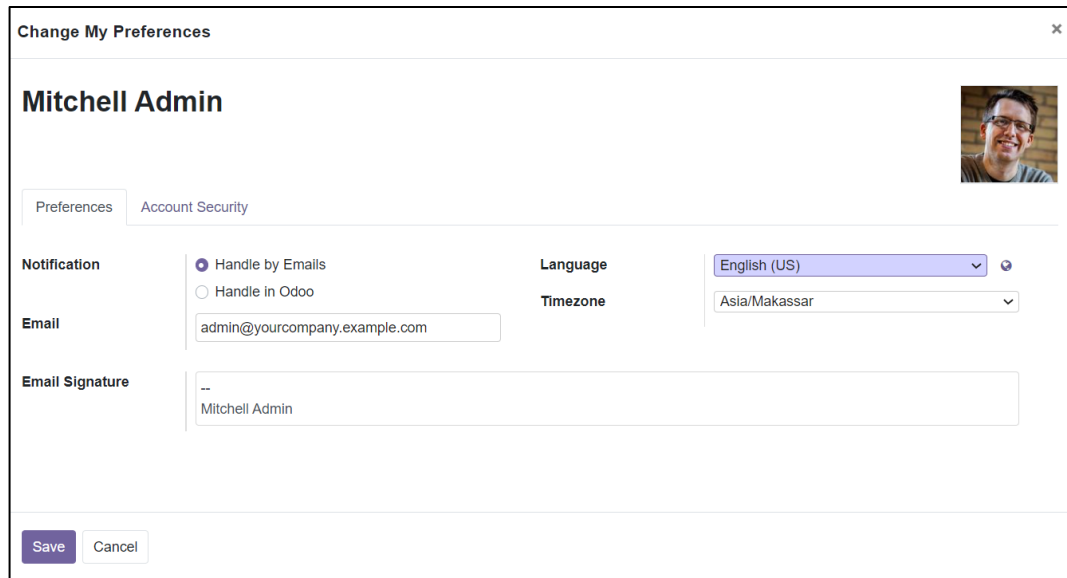 Change My Preferences
×
Mitchell Admin
Preferences
Account Security
Notification
Handle by Emails
Handle in Odoo
Email
admin@yourcompany.example.com
Language
English (US)
Timezone
Asia/Makassar
Email Signature
--
Mitchell Admin
Save
Cancel